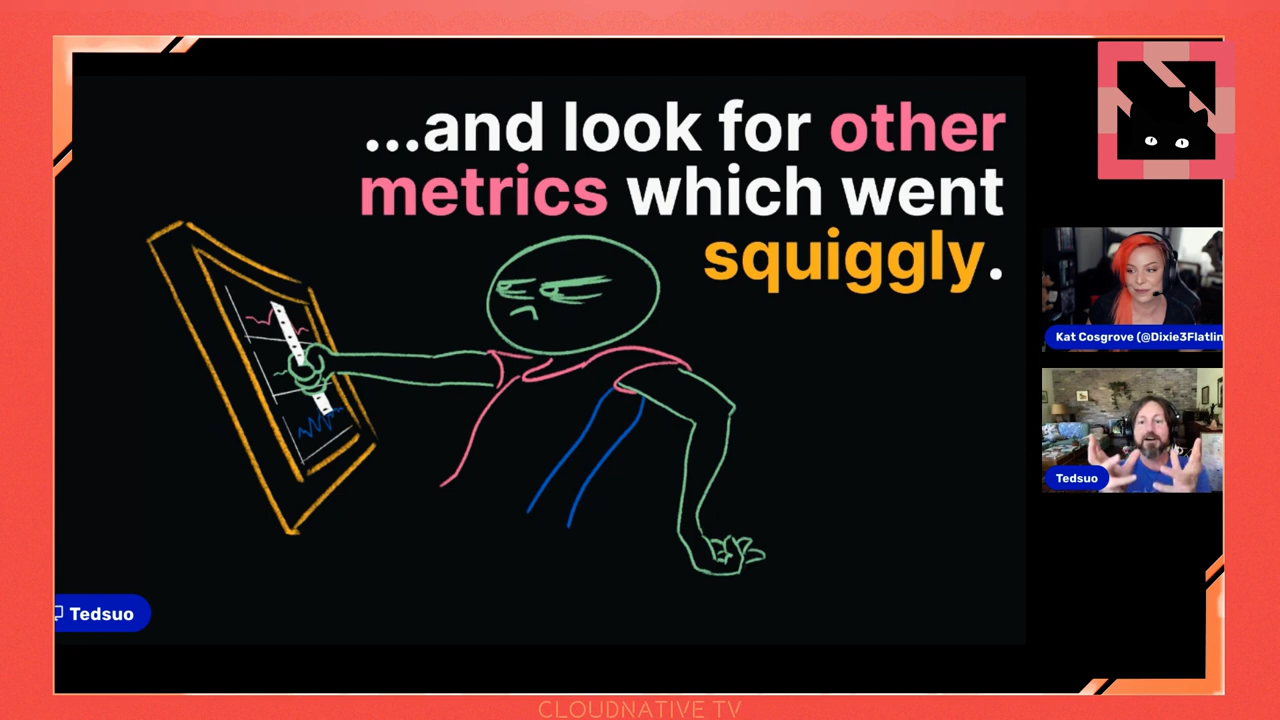 ...and look for other
metrics which went
squiggly.
Kat Cosgrove (@Dixie3Flatlin
Tedsuo
Tedsuo
CLOUDNATIVE TV